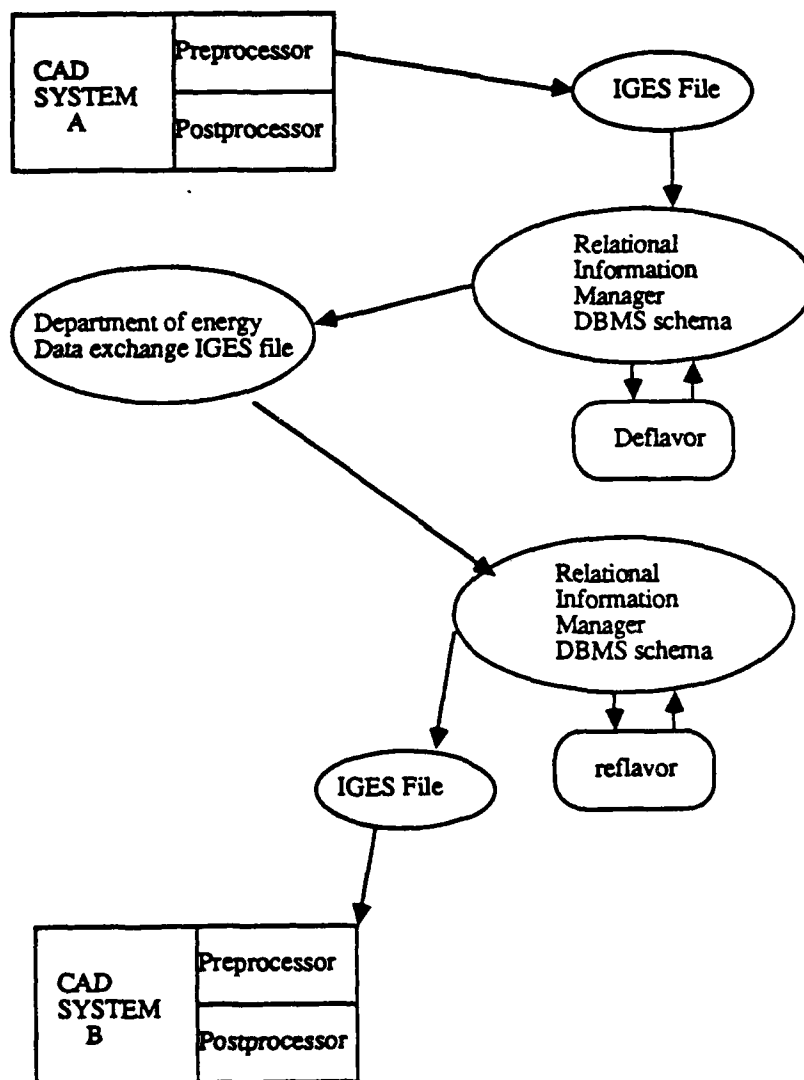 CAD
SYSTEM
A
Preprocessor
Postprocessor
IGES File
Relational
Information
Manager
DBMS schema
Department of energy
Data exchange IGES file
Deflavor
Relational
Information
Manager
DBMS schema
reflavor
IGES File
CAD
SYSTEM
B
Preprocessor
Postprocessor